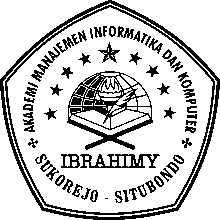 AKADEMI MANAJEMEN INFORMATIKA DAN KOMPUTER
IBRAHIMY
SUKOREJO - SITUBONDO